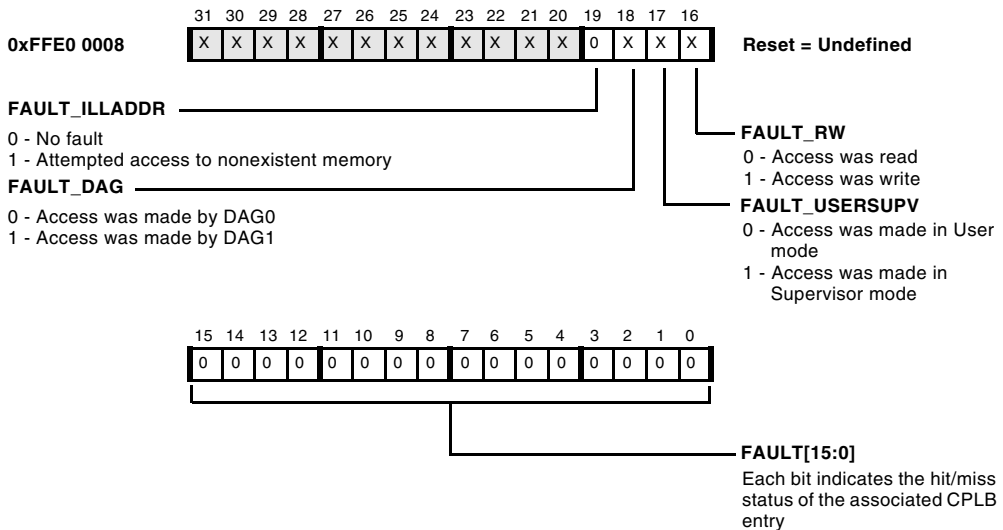 31 30 29 28 27 26 25 24 23 22 21 20 19 18 17 16
0xFFE0 0008 X X X X X X X X X X X X 0 X X X Reset = Undefined
FAULT_ILLADDR
0 - No fault
1 - Attempted access to nonexistent memory
FAULT_DAG
0 - Access was made by DAG0
1 - Access was made by DAG1
FAULT_RW
0 - Access was read
1 - Access was write
FAULT_USERSUPV
0 - Access was made in User
mode
1 - Access was made in
Supervisor mode
15 14 13 12 11 10 9 8 7 6 5 4 3 2 1 0
0 0 0 0 0 0 0 0 0 0 0 0 0 0 0 0
FAULT[15:0]
Each bit indicates the hit/miss
status of the associated CPLB
entry